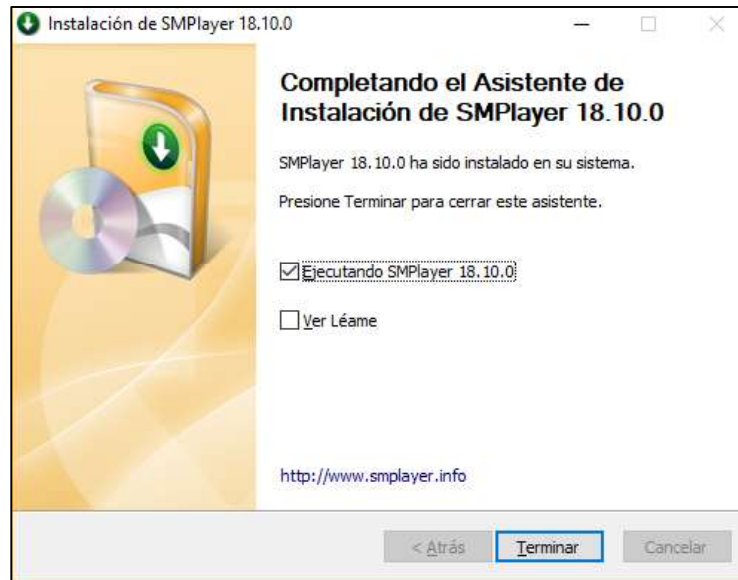 Instalación de SMPlayer 18.10.0
Completando el Asistente de
Instalación de SMPlayer 18.10.0
SMPlayer 18.10.0 ha sido instalado en su sistema.
Presione Terminar para cerrar este asistente.
Ejecutando SMPlayer 18.10.0
Ver Léame
http://www.smplayer.info
< Atrás Terminar Cancelar